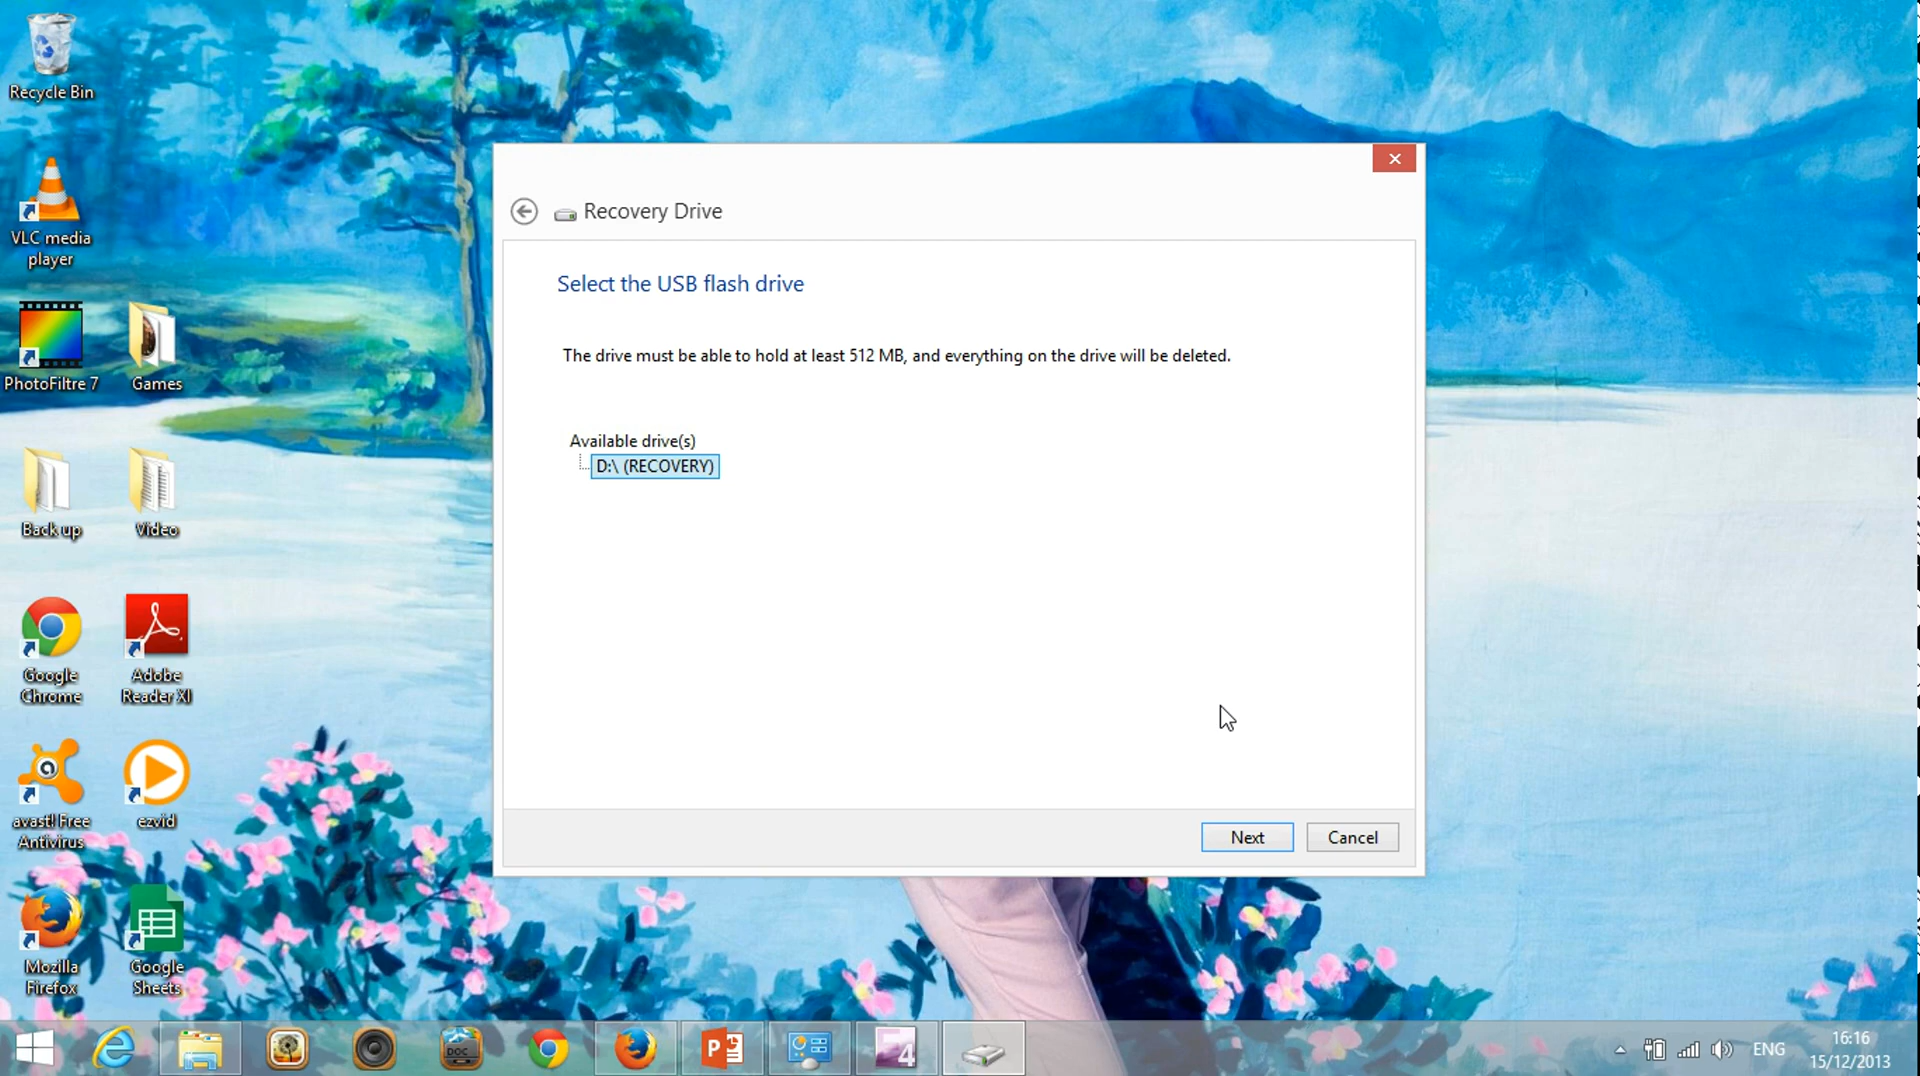 Recycle Bin
VLC media
player
PhotoFiltre 7
Games
Back up
Video
Google
Chrome
Adobe
Reader XI
avast! Free
Antivirus
ezvid
Mozilla
Firefox
Google
Sheets
Recovery Drive
Select the USB flash drive
The drive must be able to hold at least 512 MB, and everything on the drive will be deleted.
Available drive(s)
D:\ (RECOVERY)
Next
Cancel
DOC
P
4
ENG
16:16
15/12/2013